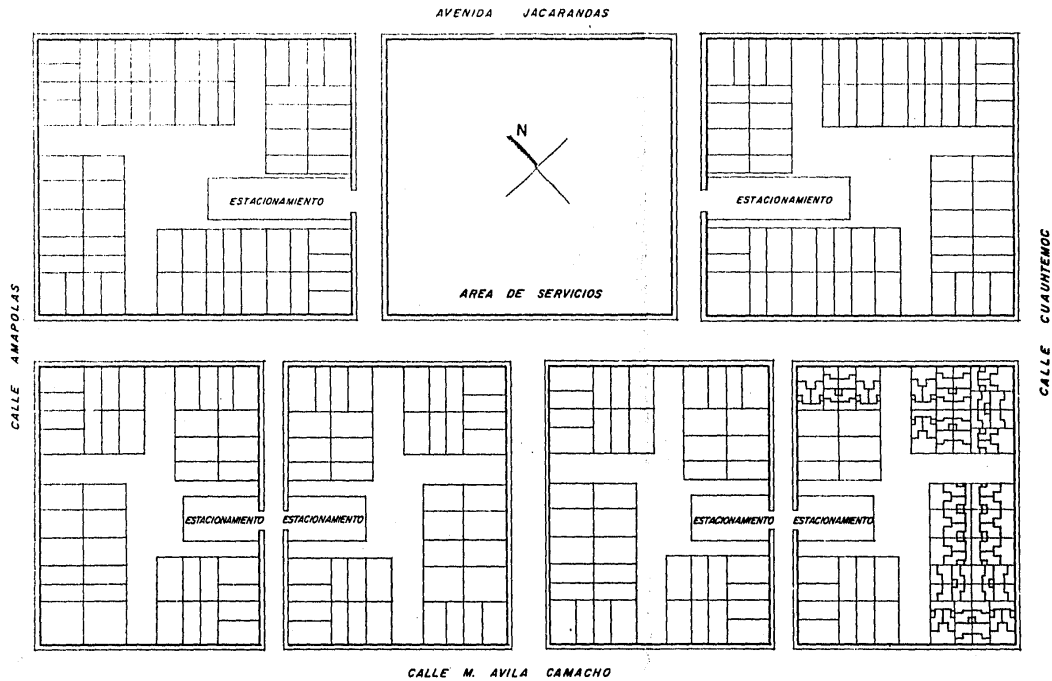 AVENIDA JACARANDAS
N
ESTACIONAMIENTO
ESTACIONAMIENTO
AREA DE SERVICIOS
CALLE AMAPOLAS
CALLE CUAUHTEMOC
ESTACIONAMIENTO
ESTACIONAMIENTO
ESTACIONAMIENTO
ESTACIONAMIENTO
CALLE M. AVILA CAMACHO